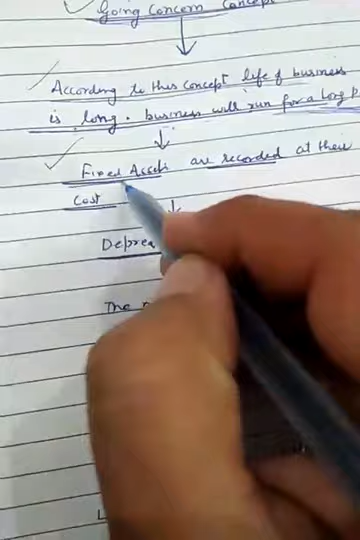 Going Concern Concept
According to this concept life of business
is long. business will run for a long
Fixed Assets are recorded at their
Cost
Deprea
The